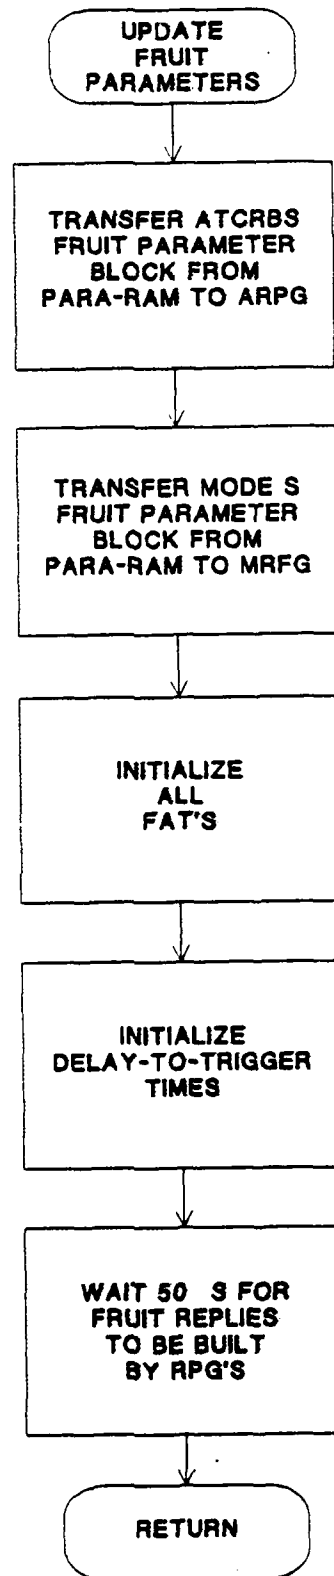 UPDATE
FRUIT
PARAMETERS
TRANSFER ATCRBS
FRUIT PARAMETER
BLOCK FROM
PARA-RAM TO ARPG
TRANSFER MODE S
FRUIT PARAMETER
BLOCK FROM
PARA-RAM TO MRFG
INITIALIZE
ALL
FAT'S
INITIALIZE
DELAY-TO-TRIGGER
TIMES
WAIT 50 S FOR
FRUIT REPLIES
TO BE BUILT
BY RPG'S
RETURN